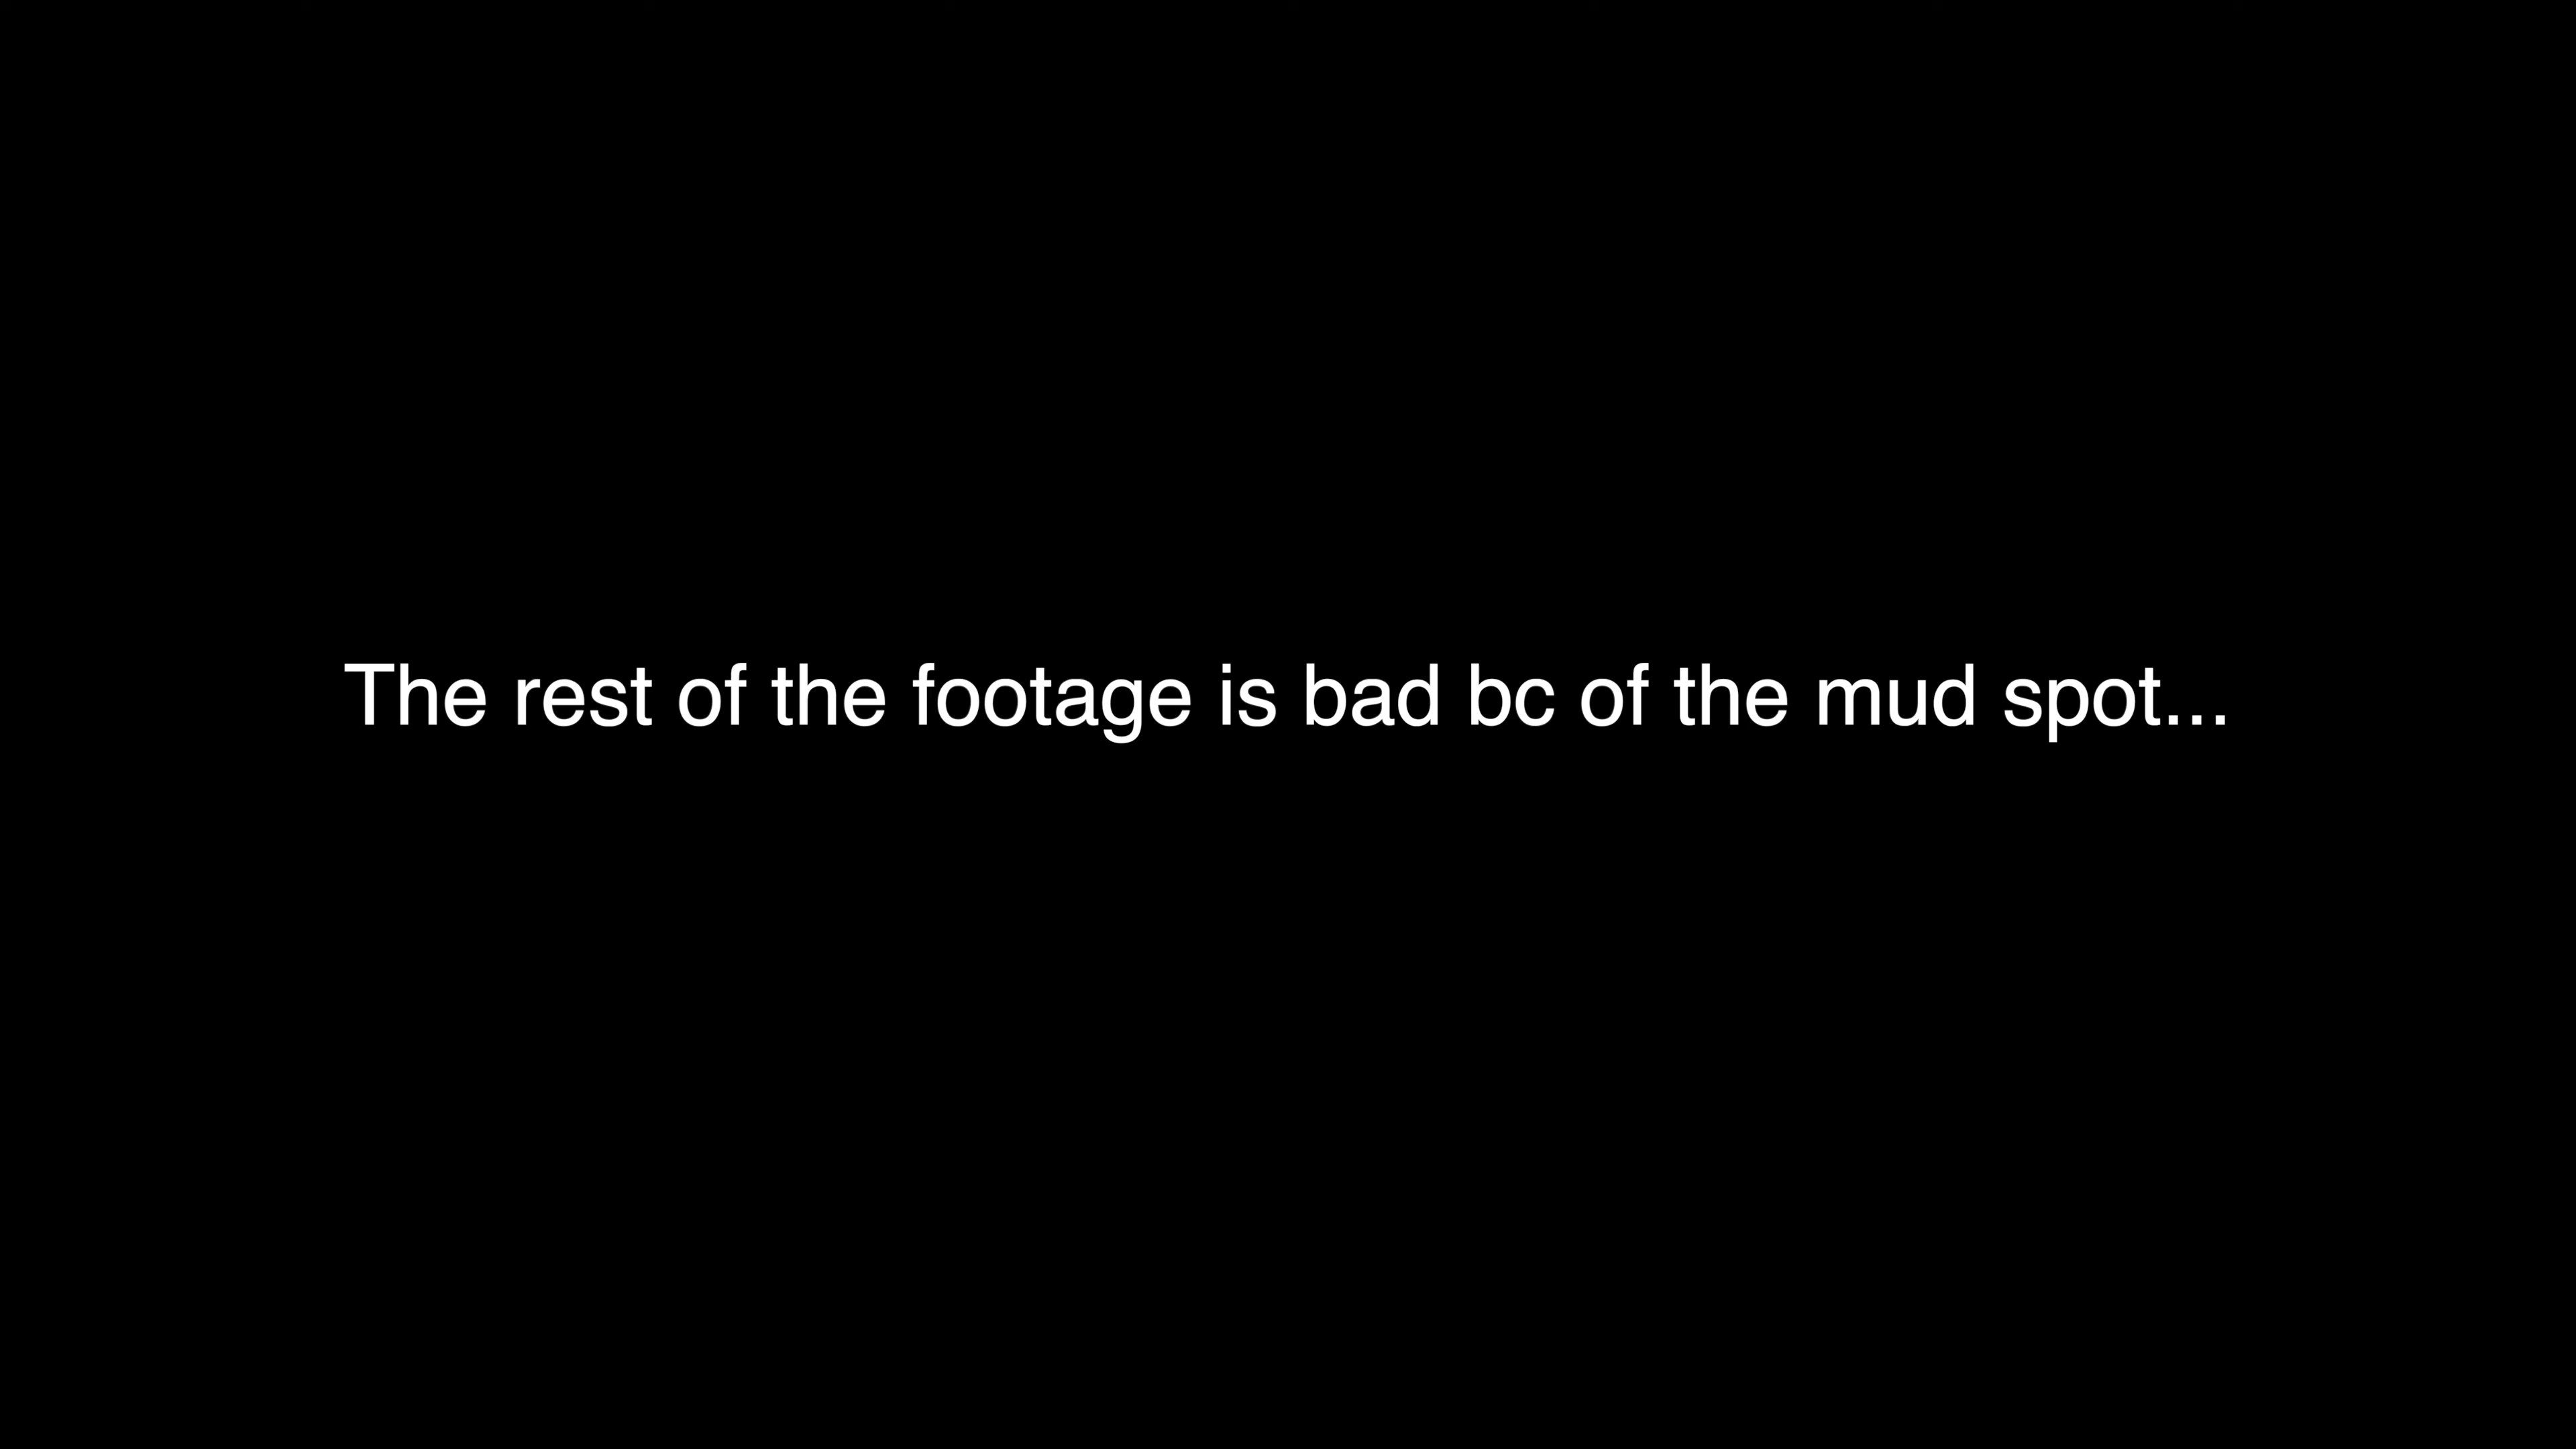 The rest of the footage is bad bc of the mud spot...